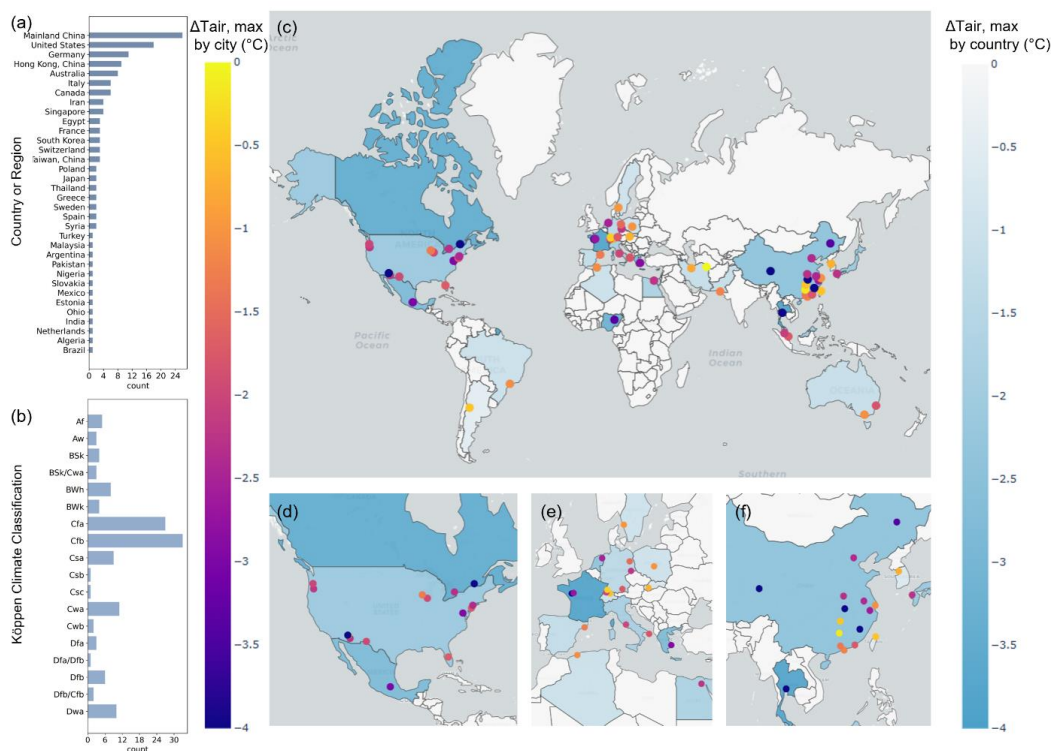 (a)
Mainland China
United States
Germany
Hong Kong, China
Australia
Italy
Canada
Iran
Singapore
Egypt
France
South Korea
Switzerland
Taiwan, China
Poland
Japan
Thailand
Greece
Sweden
Spain
Syria
Turkey
Malaysia
Argentina
Pakistan
Nigeria
Slovakia
Mexico
Estonia
Ohio
India
Netherlands
Algeria
Brazil
Country or Region
0 4 8 12 16 20 24
count
(b)
Af
Aw
BSk
BSk/Cwa
BWh
BWk
Cfa
Cfb
Csa
Csb
Csc
Cwa
Cwb
Dfa
Dfa/Dfb
Dfb
Dfb/Cfb
Dwa
Köppen Climate Classification
0 6 12 18 24 30
count
ΔTair, max
by city (°C)
0
−0.5
−1
−1.5
−2
−2.5
−3
−3.5
−4
(c)
Ocean
Pacific
Ocean
Indian
Ocean
OCEANIA
Southern
(d)
(e)
(f)
ΔTair, max
by country (°C)
0
−0.5
−1
−1.5
−2
−2.5
−3
−3.5
−4